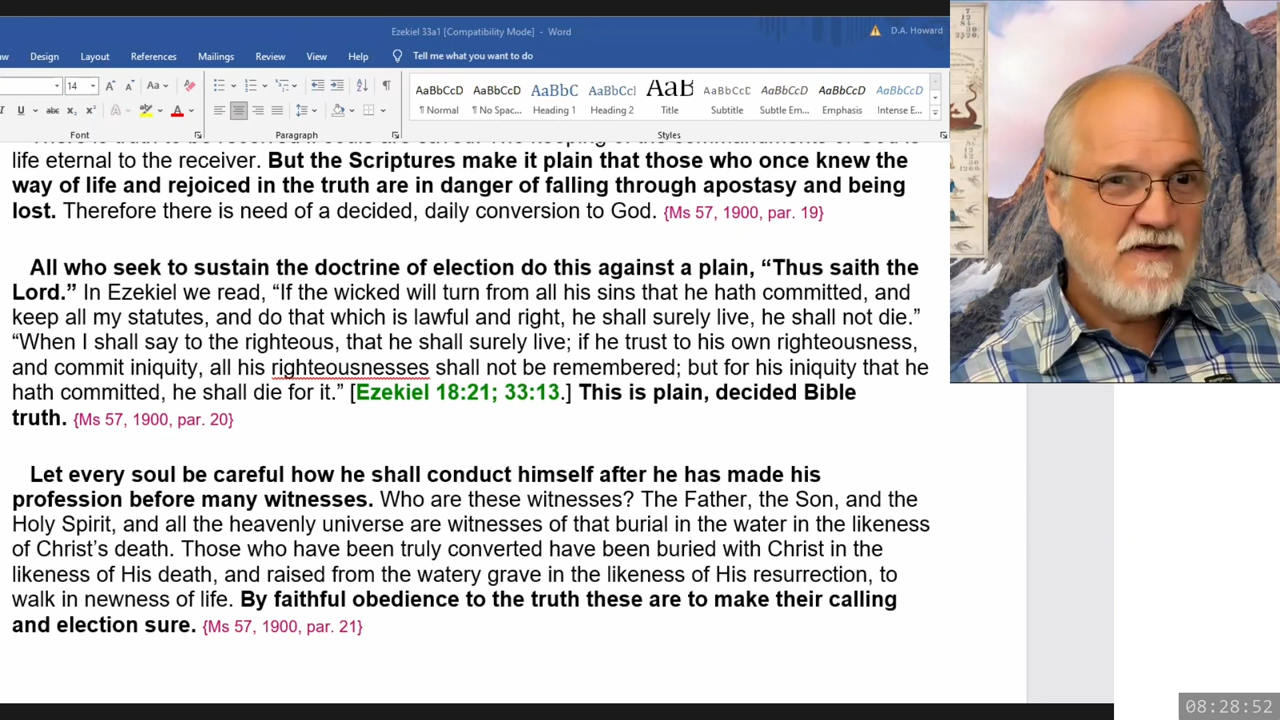 Ezekiel 33a1 [Compatibility Mode] - Word
D.A. Howard
Design Layout References Mailings Review View Help Tell me what you want to do
14
AaBbCcD AaBbCcD AaBbC AaBbCcI AaB AaBbCcD AaBbCcD AaBbCcD AaBbCcD
¶ Normal ¶ No Spac... Heading 1 Heading 2 Title Subtitle Subtle Em... Emphasis Intense E...
Font Paragraph Styles
life eternal to the receiver. But the Scriptures make it plain that those who once knew the
way of life and rejoiced in the truth are in danger of falling through apostasy and being
lost. Therefore there is need of a decided, daily conversion to God. {Ms 57, 1900, par. 19}
All who seek to sustain the doctrine of election do this against a plain, “Thus saith the
Lord.” In Ezekiel we read, “If the wicked will turn from all his sins that he hath committed, and
keep all my statutes, and do that which is lawful and right, he shall surely live, he shall not die.”
“When I shall say to the righteous, that he shall surely live; if he trust to his own righteousness,
and commit iniquity, all his righteousnesses shall not be remembered; but for his iniquity that he
hath committed, he shall die for it.” [Ezekiel 18:21; 33:13.] This is plain, decided Bible
truth. {Ms 57, 1900, par. 20}
Let every soul be careful how he shall conduct himself after he has made his
profession before many witnesses. Who are these witnesses? The Father, the Son, and the
Holy Spirit, and all the heavenly universe are witnesses of that burial in the water in the likeness
of Christ’s death. Those who have been truly converted have been buried with Christ in the
likeness of His death, and raised from the watery grave in the likeness of His resurrection, to
walk in newness of life. By faithful obedience to the truth these are to make their calling
and election sure. {Ms 57, 1900, par. 21}
08:28:52